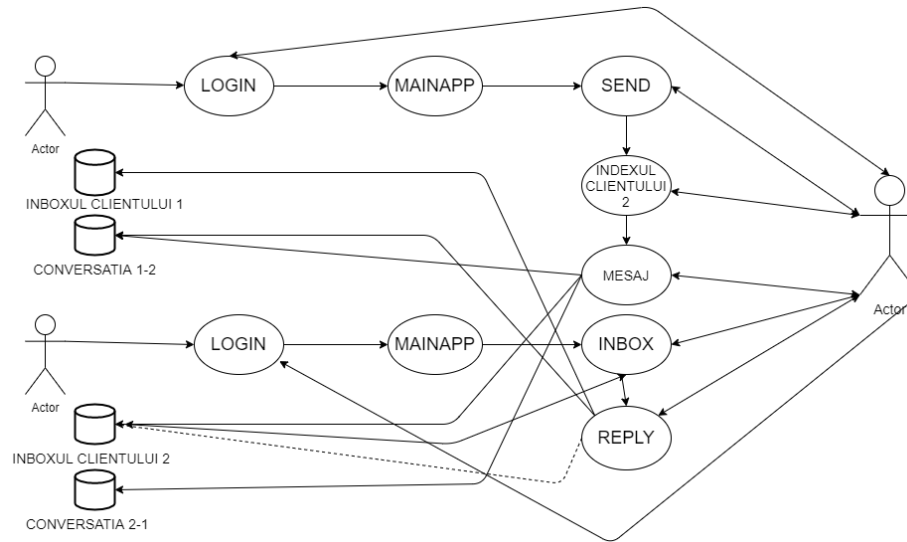 LOGIN
MAINAPP
SEND
Actor
INDEXUL
CLIENTULUI
2
INBOXUL CLIENTULUI 1
CONVERSATIA 1-2
MESAJ
Actor
LOGIN
MAINAPP
INBOX
Actor
REPLY
INBOXUL CLIENTULUI 2
CONVERSATIA 2-1